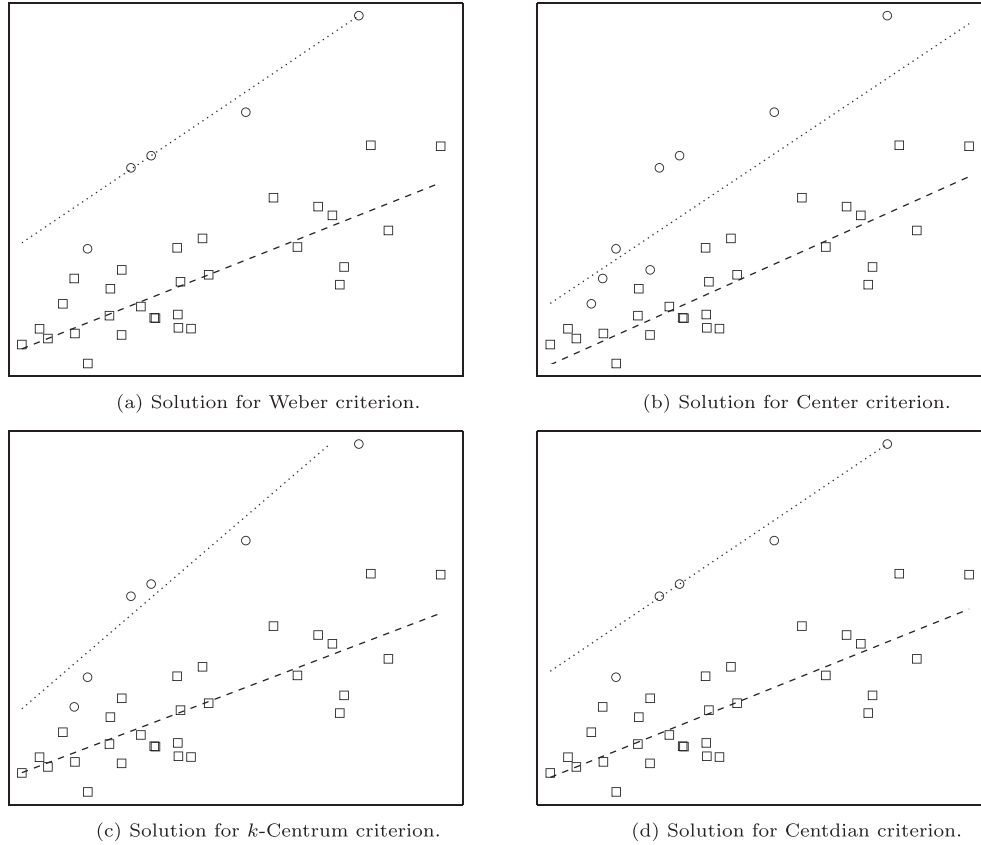 (a) Solution for Weber criterion.
(b) Solution for Center criterion.
(c) Solution for k-Centrum criterion.
(d) Solution for Centdian criterion.